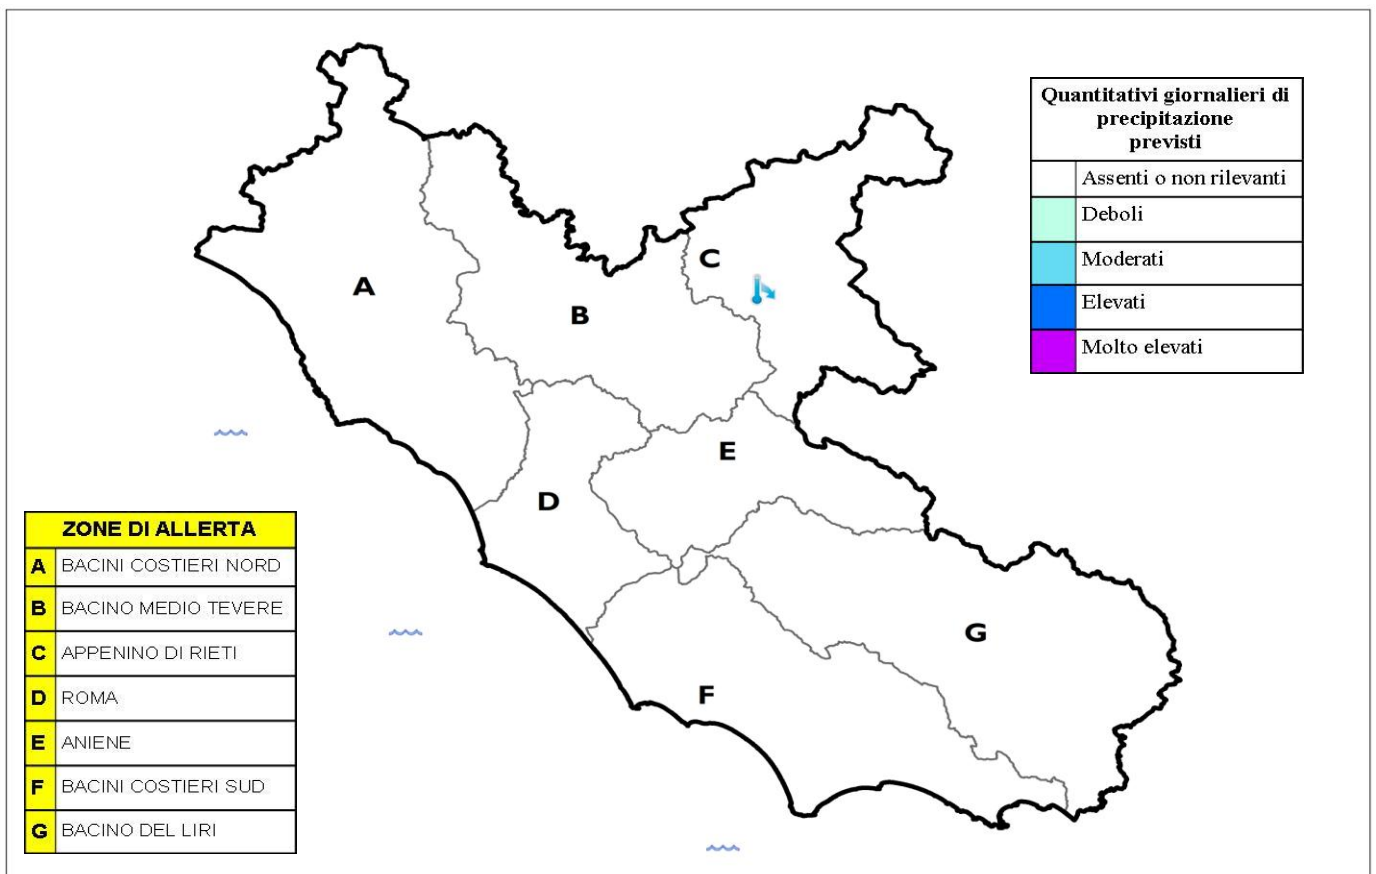 Quantitativi giornalieri di
precipitazione
previsti
Assenti o non rilevanti
Deboli
Moderati
Elevati
Molto elevati
A
B
C
D
E
F
G
ZONE DI ALLERTA
A BACINI COSTIERI NORD
B BACINO MEDIO TEVERE
C APPENINO DI RIETI
D ROMA
E ANIENE
F BACINI COSTIERI SUD
G BACINO DEL LIRI